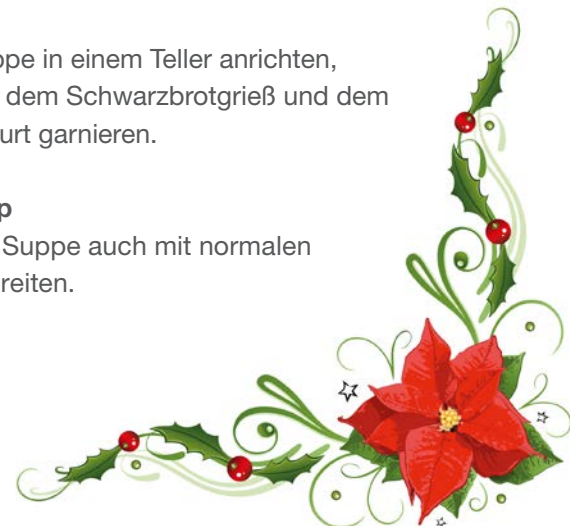 ppe in einem Teller anrichten,
dem Schwarzbrotgrieß und dem
urt garnieren.
p
Suppe auch mit normalen
reiten.